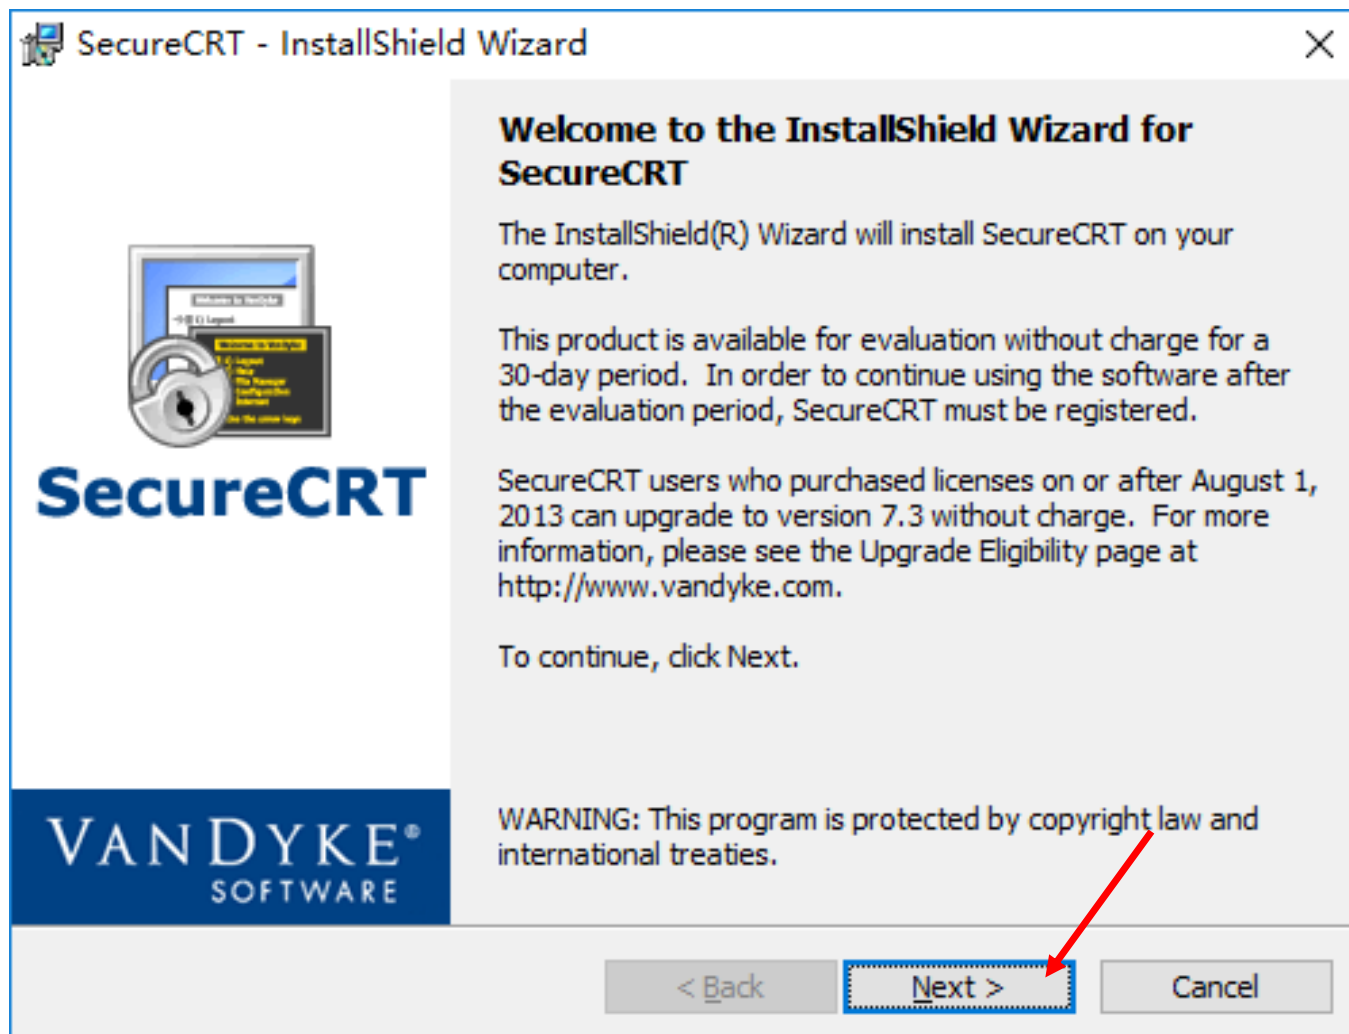 SecureCRT - InstallShield Wizard
Welcome to the InstallShield Wizard for
SecureCRT
The InstallShield(R) Wizard will install SecureCRT on your
computer.
This product is available for evaluation without charge for a
30-day period.  In order to continue using the software after
the evaluation period, SecureCRT must be registered.
SecureCRT users who purchased licenses on or after August 1,
2013 can upgrade to version 7.3 without charge.  For more
information, please see the Upgrade Eligibility page at
http://www.vandyke.com.
To continue, click Next.
WARNING: This program is protected by copyright law and
international treaties.
SecureCRT
VANDYKE®
SOFTWARE
< Back
Next >
Cancel